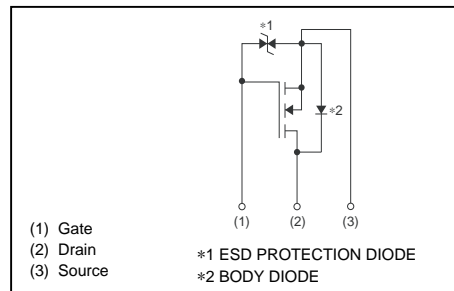 *1
*2
(1) (2) (3)
(1) Gate
(2) Drain
(3) Source
*1 ESD PROTECTION DIODE
*2 BODY DIODE